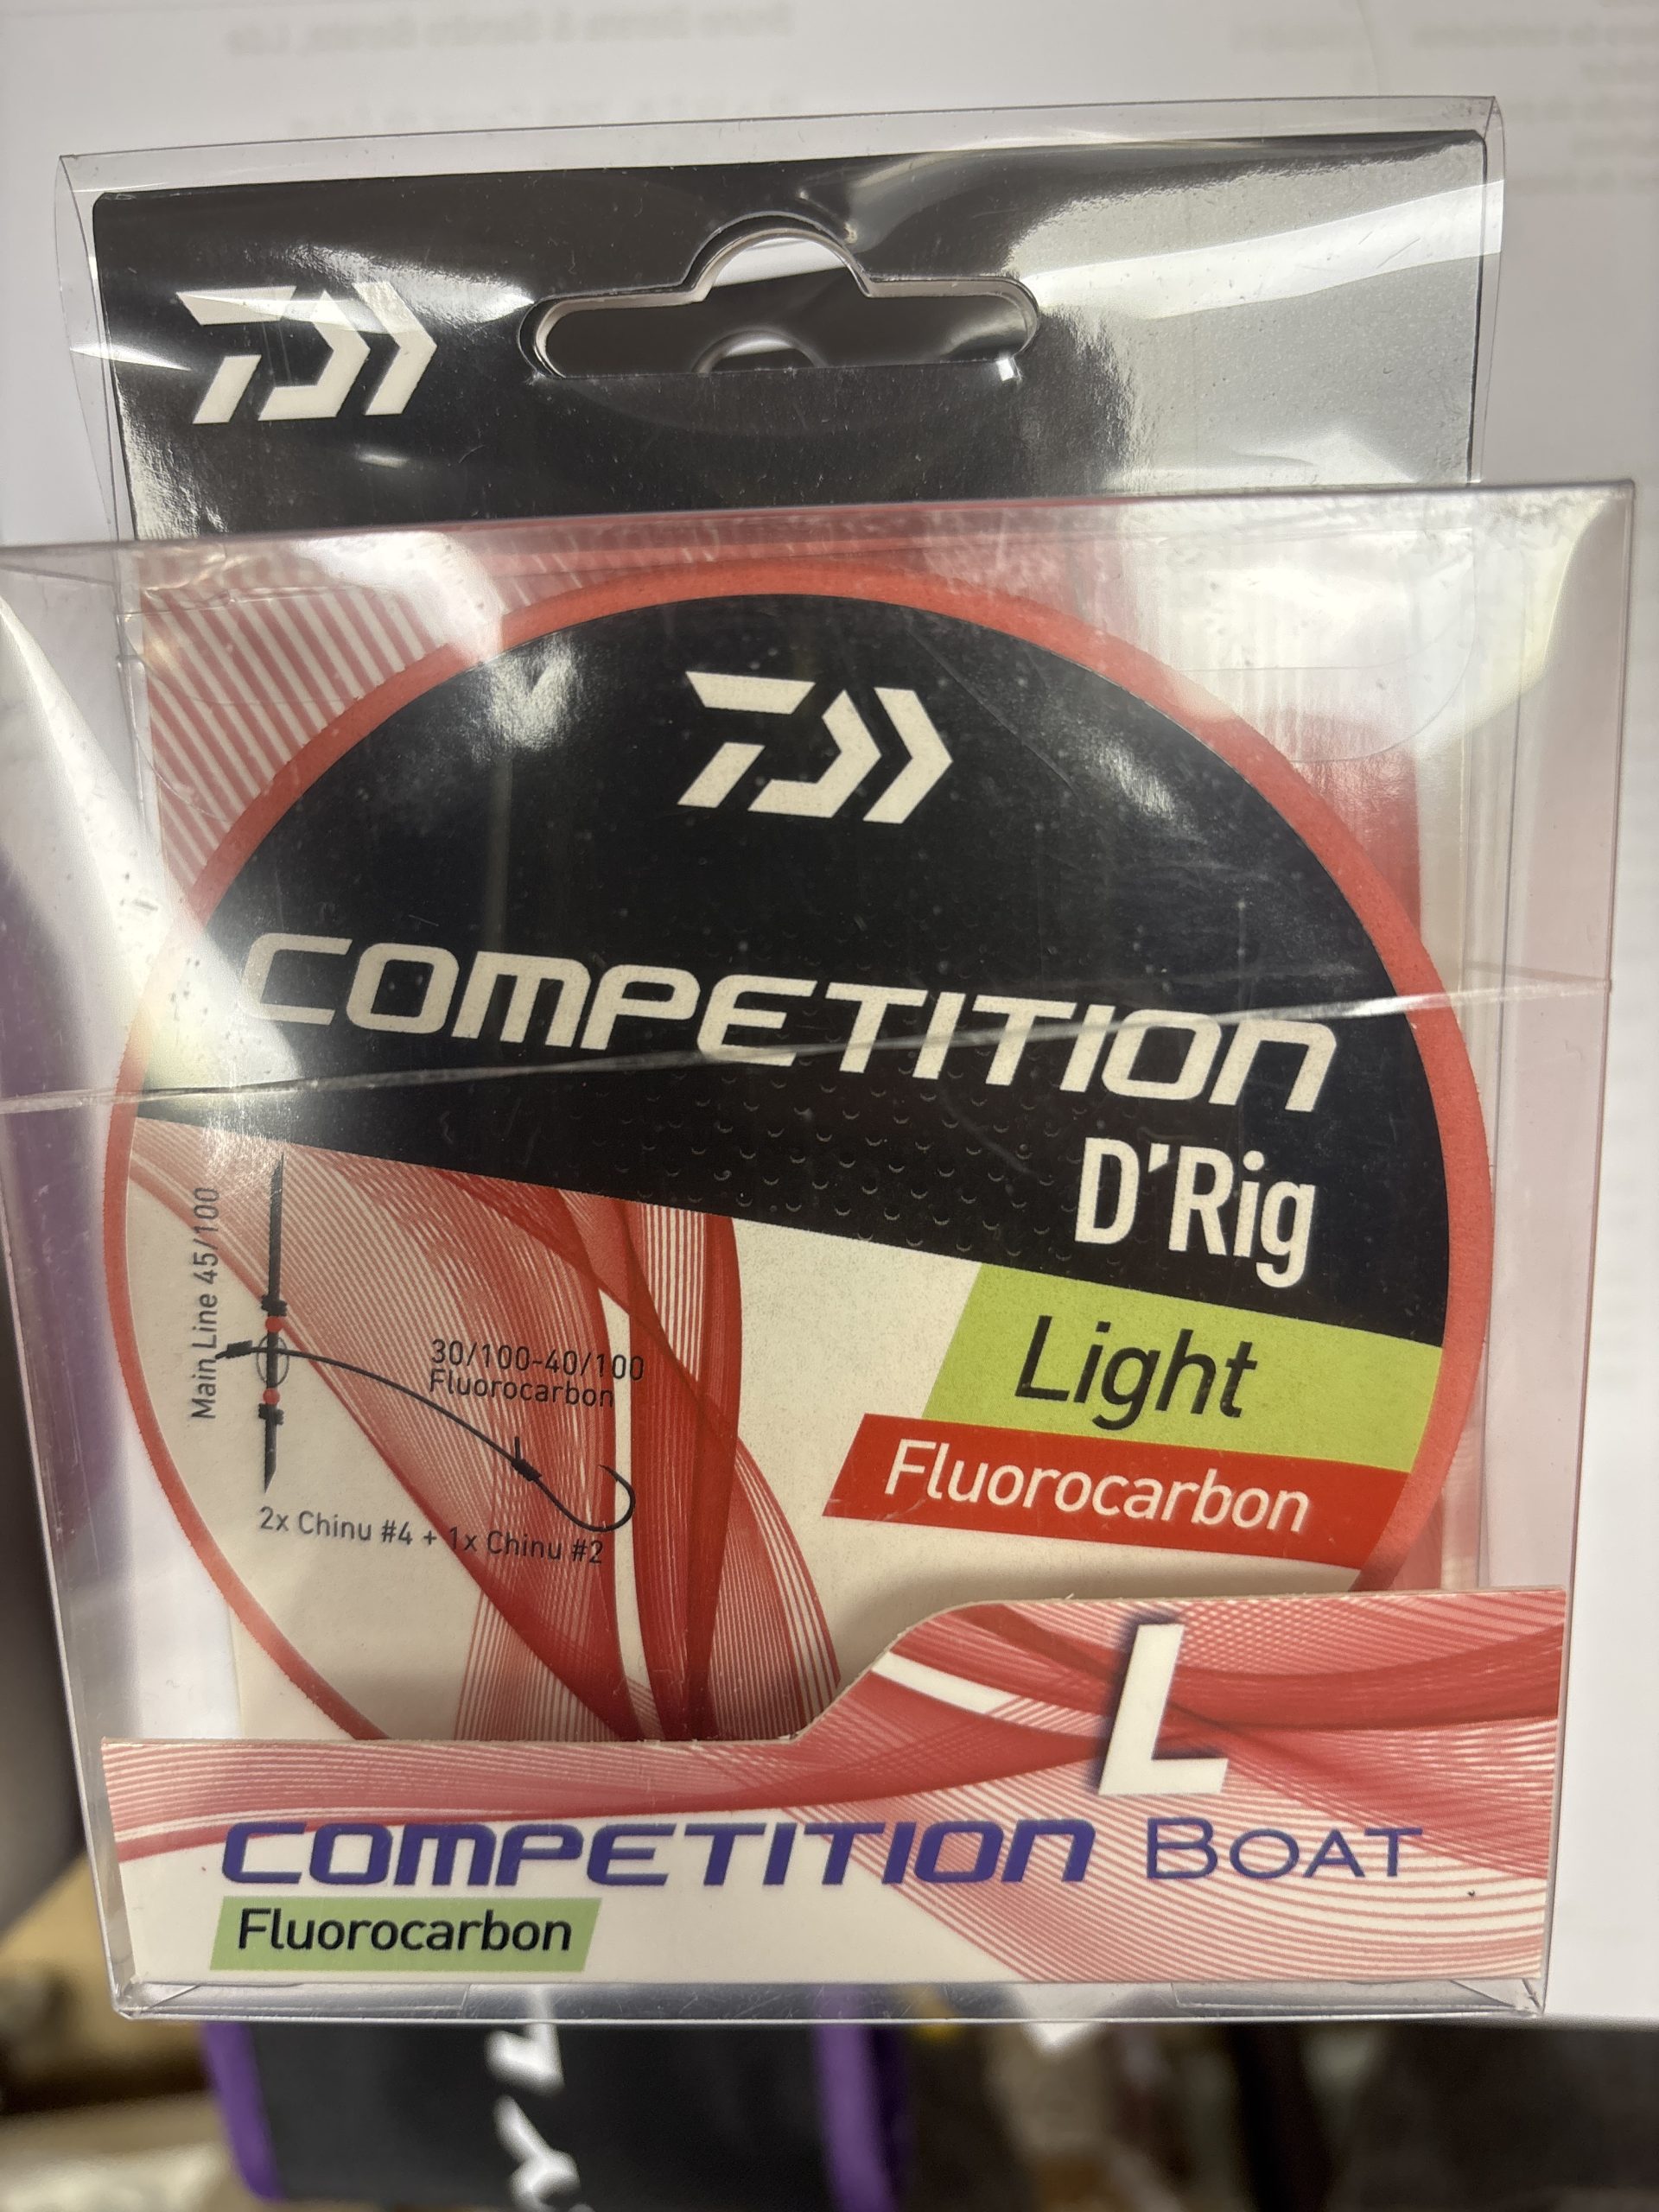 COMPETITION
D'Rig
Light
Fluorocarbon
Main Line 45/100
30/100-40/100
Fluorocarbon
2x Chinu #4 + 1x Chinu #2
L
COMPETITION BOAT
Fluorocarbon